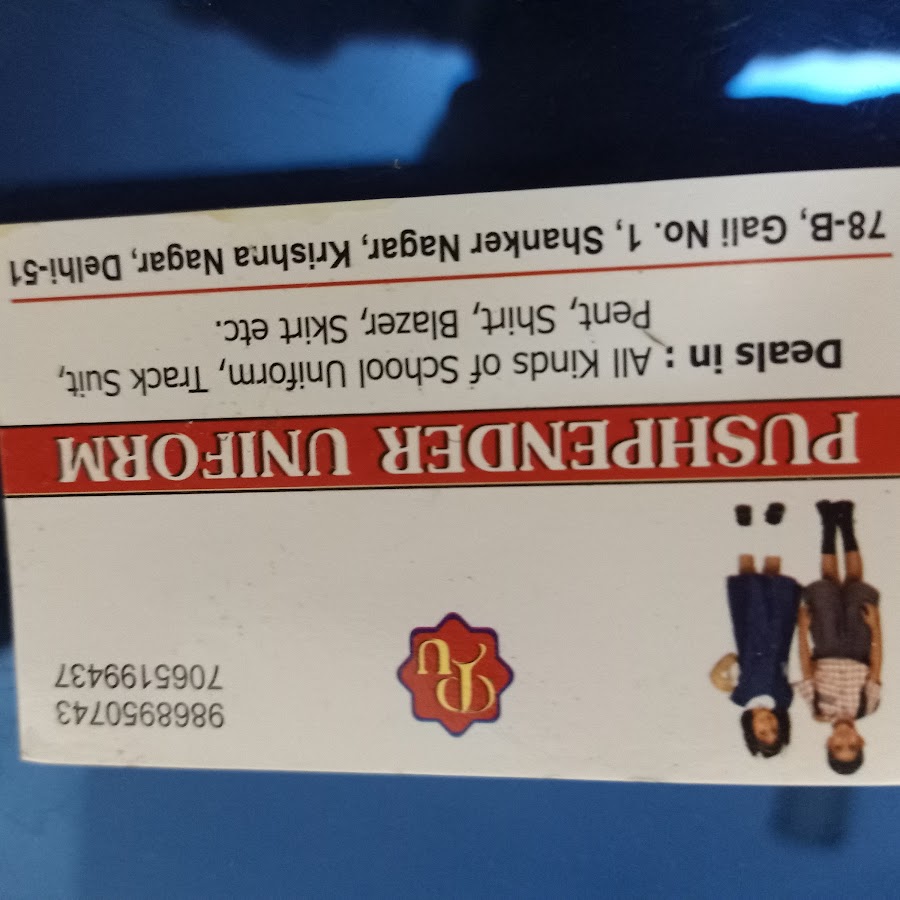 9868950743
7065199437
PU
PUSHPENDER UNIFORM
Deals in : All Kinds of School Uniform, Track Suit,
Pent, Shirt, Blazer, Skirt etc.
78-B, Gali No. 1, Shanker Nagar, Krishna Nagar, Delhi-51